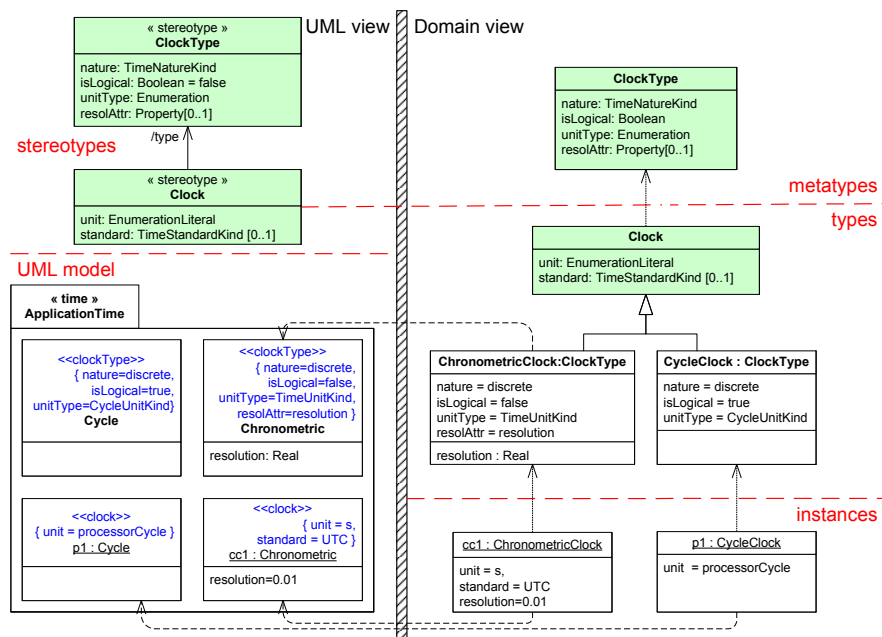 UML view
Domain view
« stereotype »
ClockType
nature: TimeNatureKind
isLogical: Boolean = false
unitType: Enumeration
resolAttr: Property[0..1]
/type
stereotypes
« stereotype »
Clock
unit: EnumerationLiteral
standard: TimeStandardKind [0..1]
UML model
« time »
ApplicationTime
<<clockType>>
{ nature=discrete,
isLogical=true,
unitType=CycleUnitKind}
Cycle
<<clockType>>
{ nature=discrete,
isLogical=false,
unitType=TimeUnitKind,
resolAttr=resolution }
Chronometric
resolution: Real
<<clock>>
{ unit = processorCycle }
p1 : Cycle
<<clock>>
{ unit = s,
standard = UTC }
cc1 : Chronometric
resolution=0.01
ClockType
nature: TimeNatureKind
isLogical: Boolean
unitType: Enumeration
resolAttr: Property[0..1]
metatypes
types
Clock
unit: EnumerationLiteral
standard: TimeStandardKind [0..1]
ChronometricClock:ClockType
nature = discrete
isLogical = false
unitType = TimeUnitKind
resolAttr = resolution
resolution : Real
CycleClock : ClockType
nature = discrete
isLogical = true
unitType = CycleUnitKind
instances
cc1 : ChronometricClock
unit = s,
standard = UTC
resolution=0.01
p1 : CycleClock
unit = processorCycle